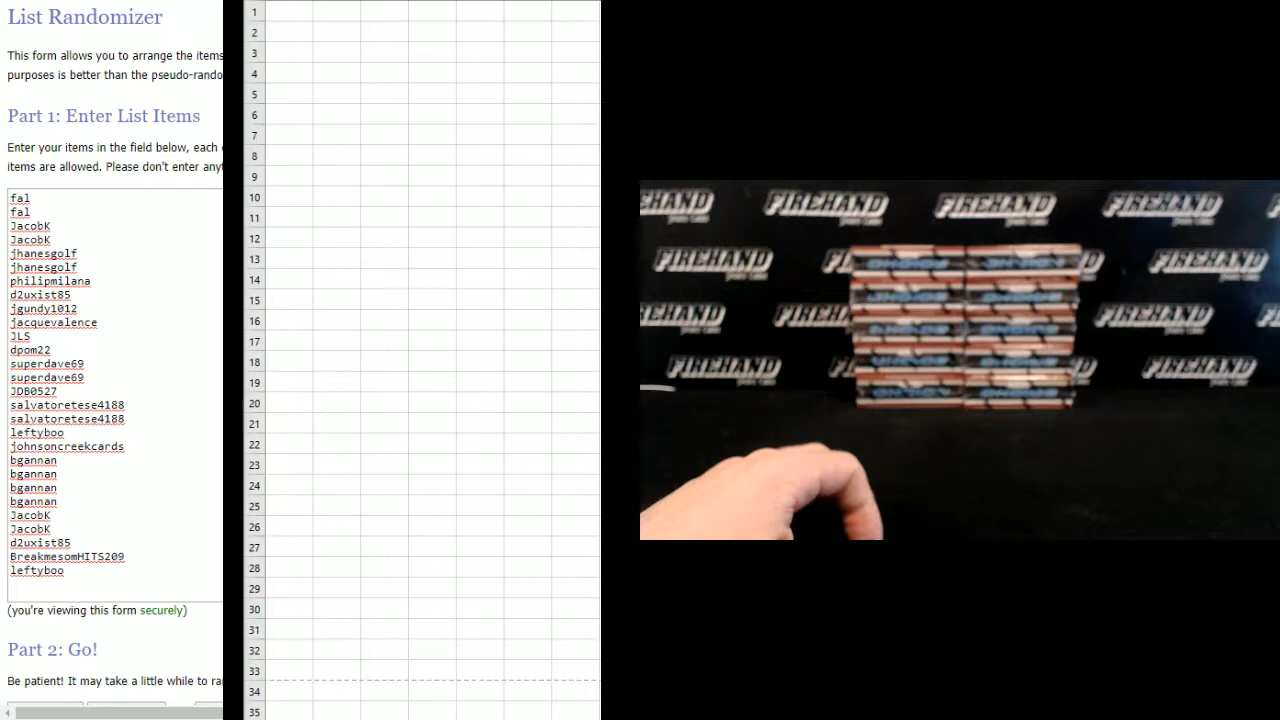 List Randomizer
This form allows you to arrange the items
purposes is better than the pseudo-rando
Part 1: Enter List Items
Enter your items in the field below, each
items are allowed. Please don't enter anyt
fal
fal
JacobK
JacobK
jhanesgolf
jhanesgolf
philipmilana
d2uxist85
jgundy1012
jacquevalence
JLS
dpom22
superdave69
superdave69
JDB0527
salvatoretese4188
salvatoretese4188
leftyboo
johnsoncreekcards
bgannan
bgannan
bgannan
bgannan
JacobK
JacobK
d2uxist85
BreakmesomHITS209
leftyboo
(you're viewing this form securely)
Part 2: Go!
Be patient! It may take a little while to ra
1
2
3
4
5
6
7
8
9
10
11
12
13
14
15
16
17
18
19
20
21
22
23
24
25
26
27
28
29
30
31
32
33
34
35
FIREHAND FIREHAND FIREHAND FIREHAND
FIREHAND FIREHAND
FIREHAND FIREHAND
FIREHAND FIREHAND